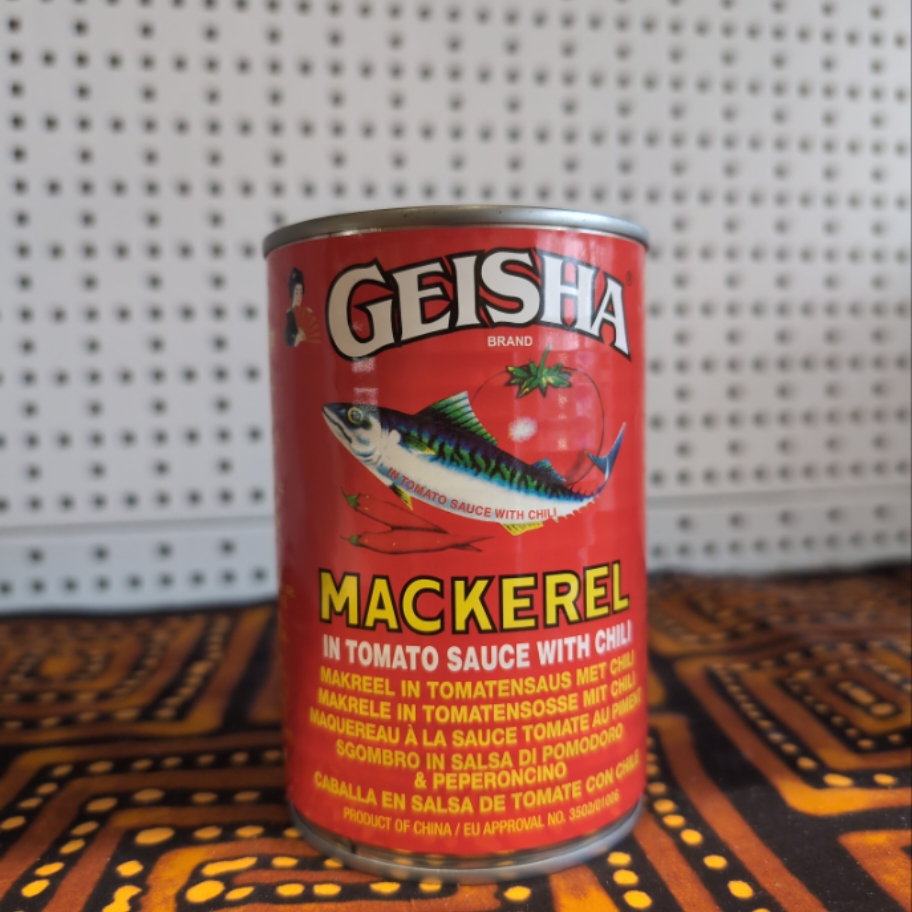 GEISHA
BRAND
IN TOMATO SAUCE WITH CHILI
MACKEREL
IN TOMATO SAUCE WITH CHILI
MAKREEL IN TOMATENSAUS MET CHILI
MAKRELE IN TOMATENSOSSE MIT CHILI
MAQUEREAU À LA SAUCE TOMATE AU
SGOMBRO IN SALSA DI POMODORO
& PEPERONCINO
CABALLA EN SALSA DE TOMATE CON CHILE
PRODUCT OF CHINA / EU APPROVAL NO. 3502/01006